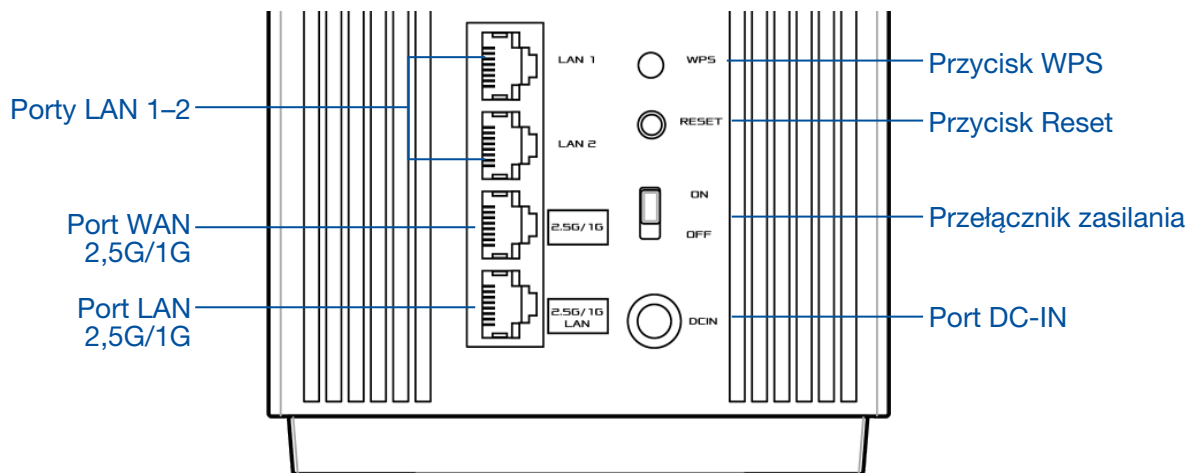 Porty LAN 1–2
Port WAN
2,5G/1G
Port LAN
2,5G/1G
LAN 1
LAN 2
2.5G/1G
2.5G/1G
LAN
WPS
RESET
ON
OFF
DCIN
Przycisk WPS
Przycisk Reset
Przełącznik zasilania
Port DC-IN